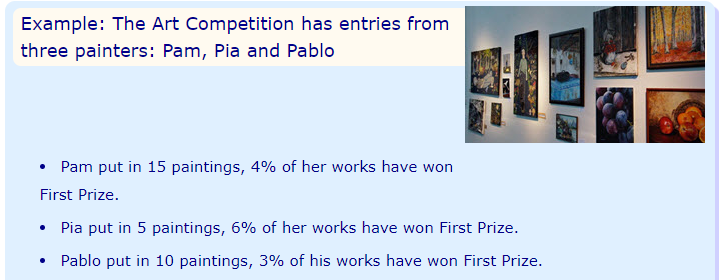 Example: The Art Competition has entries from
three painters: Pam, Pia and Pablo
• Pam put in 15 paintings, 4% of her works have won
First Prize.
• Pia put in 5 paintings, 6% of her works have won First Prize.
• Pablo put in 10 paintings, 3% of his works have won First Prize.